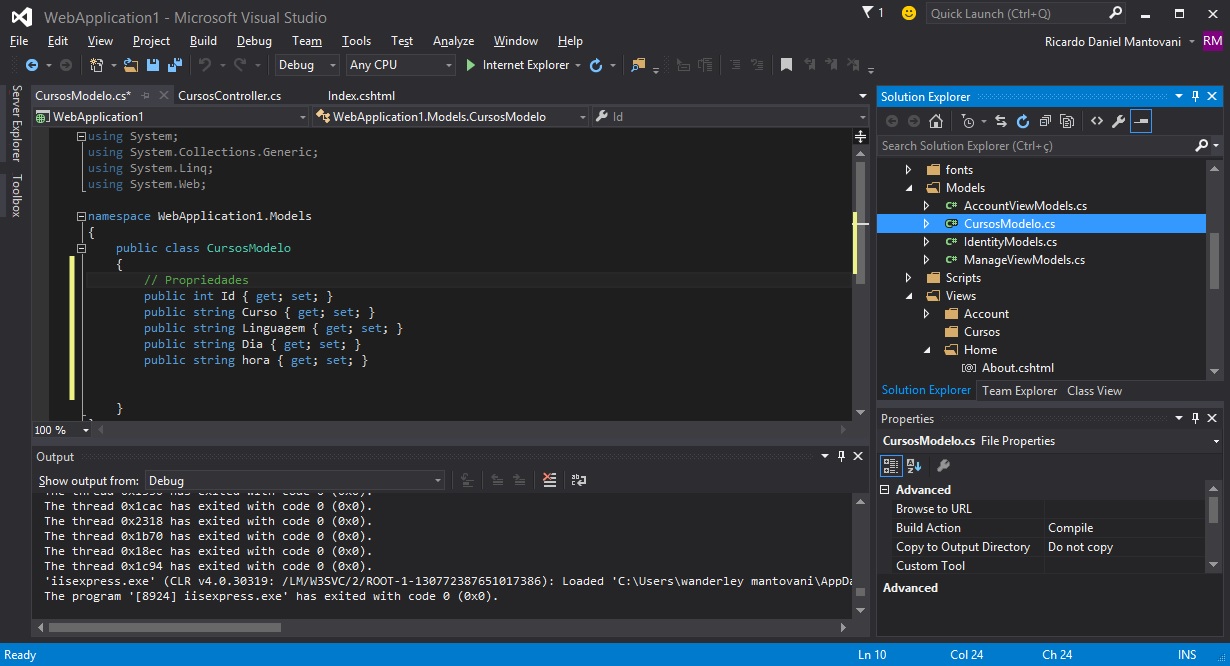 WebApplication1 - Microsoft Visual Studio
1
Quick Launch (Ctrl+Q)
File Edit View Project Build Debug Team Tools Test Analyze Window Help
Ricardo Daniel Mantovani RM
Debug Any CPU Internet Explorer
Server Explorer
Toolbox
CursosModelo.cs* CursosController.cs Index.cshtml
WebApplication1 WebApplication1.Models.CursosModelo Id
using System;
using System.Collections.Generic;
using System.Linq;
using System.Web;
namespace WebApplication1.Models
{
public class CursosModelo
{
// Propriedades
public int Id { get; set; }
public string Curso { get; set; }
public string Linguagem { get; set; }
public string Dia { get; set; }
public string hora { get; set; }
}
100 %
Output
Show output from: Debug
The thread 0x1cac has exited with code 0 (0x0).
The thread 0x2318 has exited with code 0 (0x0).
The thread 0x1b70 has exited with code 0 (0x0).
The thread 0x18ec has exited with code 0 (0x0).
The thread 0x1c94 has exited with code 0 (0x0).
'iisexpress.exe' (CLR v4.0.30319: /LM/W3SVC/2/ROOT-1-130772387651017386): Loaded 'C:\Users\wanderley mantovani\AppDa
The program '[8924] iisexpress.exe' has exited with code 0 (0x0).
Solution Explorer
Search Solution Explorer (Ctrl+ç)
fonts
Models
C# AccountViewModels.cs
C# CursosModelo.cs
C# IdentityModels.cs
C# ManageViewModels.cs
Scripts
Views
Account
Cursos
Home
[@] About.cshtml
Solution Explorer Team Explorer Class View
Properties
CursosModelo.cs File Properties
Advanced
Browse to URL
Build Action Compile
Copy to Output Directory Do not copy
Custom Tool
Advanced
Ready Ln 10 Col 24 Ch 24 INS